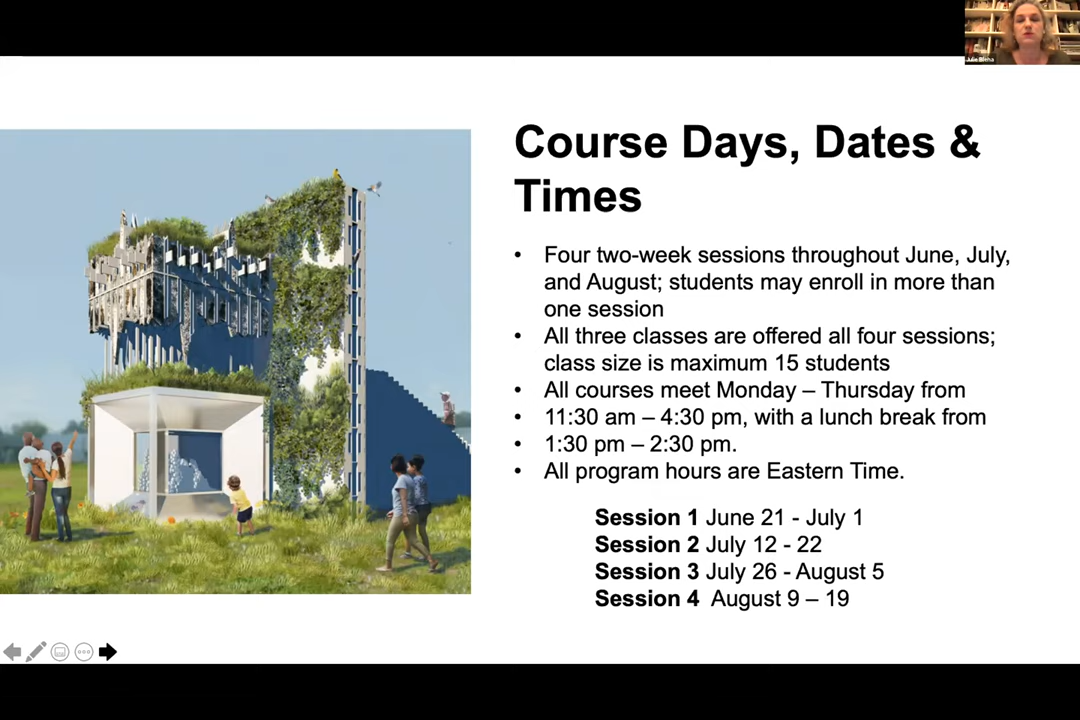 Julie Bleha
Course Days, Dates &
Times
• Four two-week sessions throughout June, July,
and August; students may enroll in more than
one session
• All three classes are offered all four sessions;
class size is maximum 15 students
• All courses meet Monday – Thursday from
• 11:30 am – 4:30 pm, with a lunch break from
• 1:30 pm – 2:30 pm.
• All program hours are Eastern Time.
Session 1 June 21 - July 1
Session 2 July 12 - 22
Session 3 July 26 - August 5
Session 4 August 9 – 19